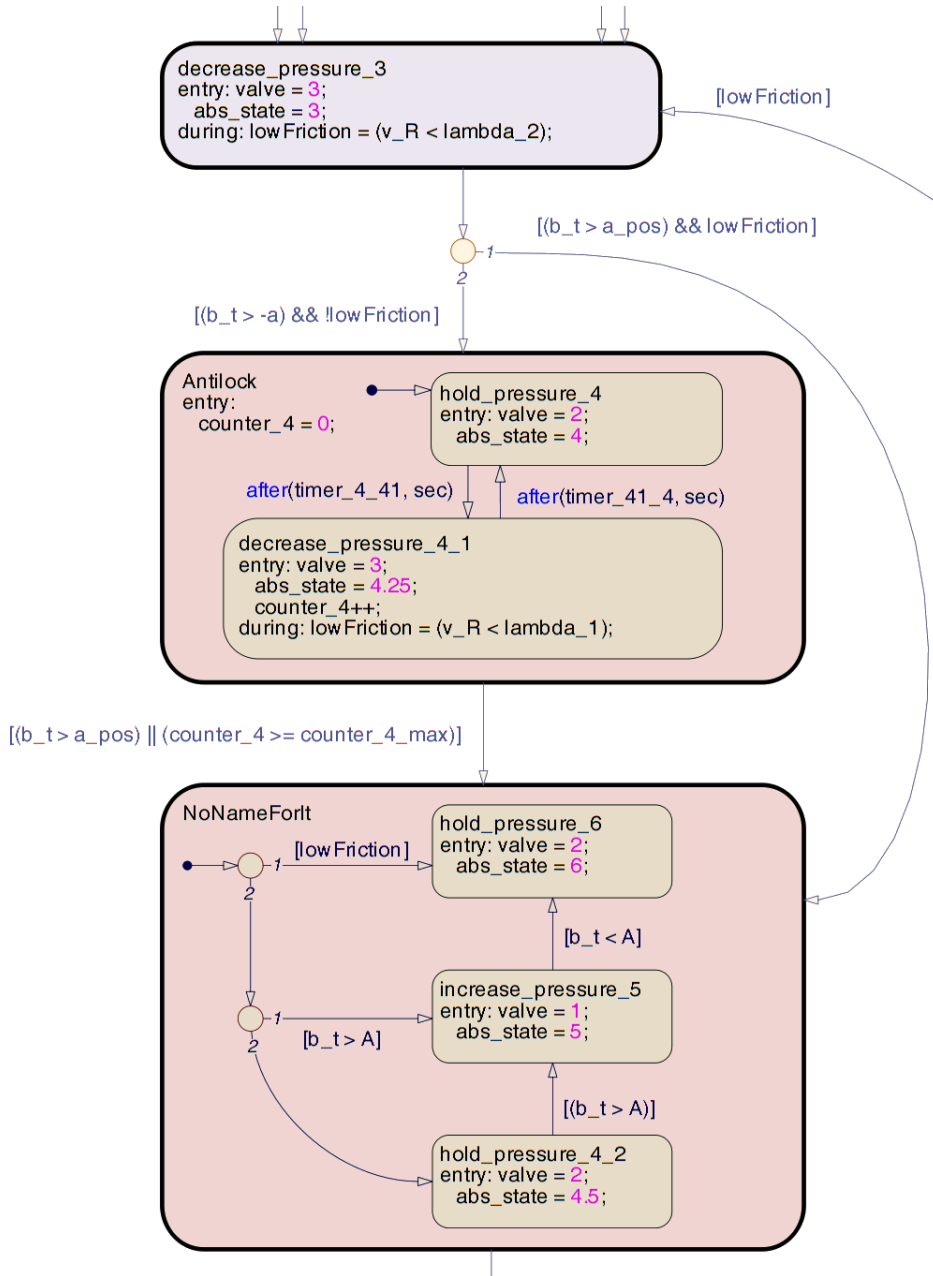 decrease_pressure_3
entry: valve = 3;
abs_state = 3;
during: lowFriction = (v_R < lambda_2);
[lowFriction]
[(b_t > a_pos) && lowFriction]
1
2
[(b_t > -a) && !lowFriction]
Antilock
entry:
counter_4 = 0;
hold_pressure_4
entry: valve = 2;
abs_state = 4;
after(timer_4_41, sec)
after(timer_41_4, sec)
decrease_pressure_4_1
entry: valve = 3;
abs_state = 4.25;
counter_4++;
during: lowFriction = (v_R < lambda_1);
[(b_t > a_pos) || (counter_4 >= counter_4_max)]
NoNameForIt
hold_pressure_6
entry: valve = 2;
abs_state = 6;
[lowFriction]
1
2
[b_t < A]
increase_pressure_5
entry: valve = 1;
abs_state = 5;
1
[b_t > A]
2
[(b_t > A)]
hold_pressure_4_2
entry: valve = 2;
abs_state = 4.5;